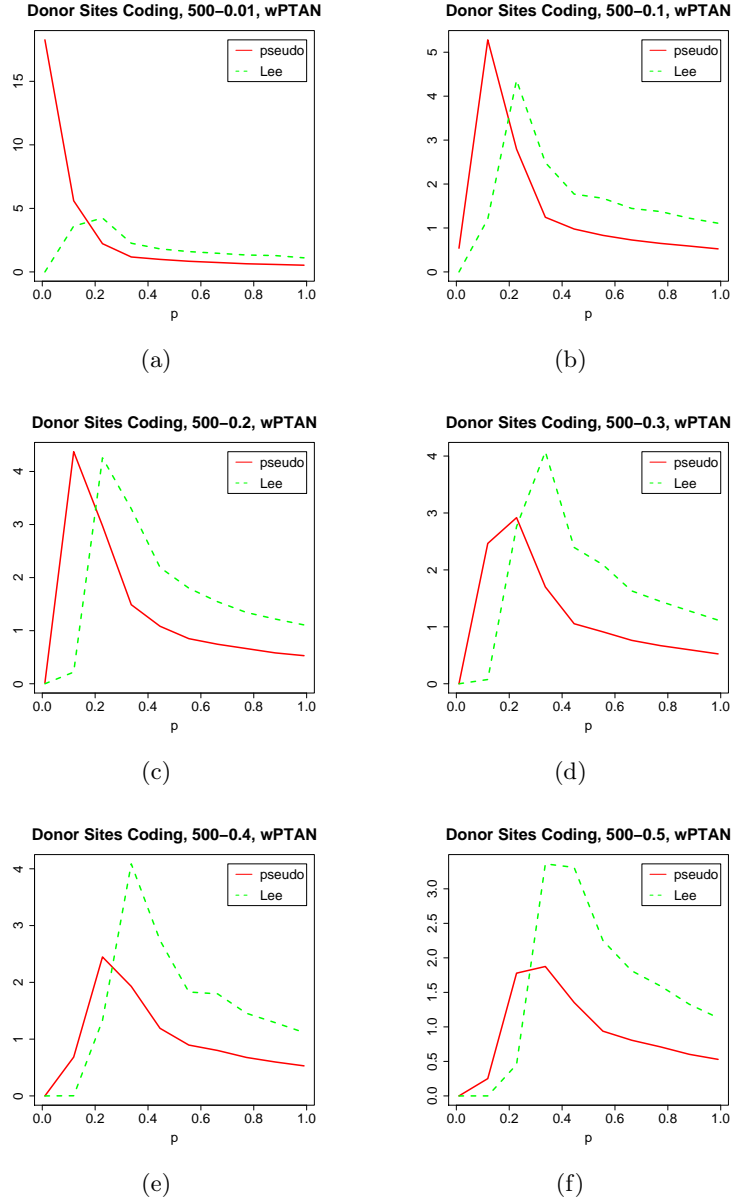 Donor Sites Coding, 500−0.01, wPTAN
pseudo
Lee
0 5 10 15
0.0 0.2 0.4 0.6 0.8 1.0
p
(a)
Donor Sites Coding, 500−0.1, wPTAN
pseudo
Lee
0 1 2 3 4 5
0.0 0.2 0.4 0.6 0.8 1.0
p
(b)
Donor Sites Coding, 500−0.2, wPTAN
pseudo
Lee
0 1 2 3 4
0.0 0.2 0.4 0.6 0.8 1.0
p
(c)
Donor Sites Coding, 500−0.3, wPTAN
pseudo
Lee
0 1 2 3 4
0.0 0.2 0.4 0.6 0.8 1.0
p
(d)
Donor Sites Coding, 500−0.4, wPTAN
pseudo
Lee
0 1 2 3 4
0.0 0.2 0.4 0.6 0.8 1.0
p
(e)
Donor Sites Coding, 500−0.5, wPTAN
pseudo
Lee
0.0 0.5 1.0 1.5 2.0 2.5 3.0
0.0 0.2 0.4 0.6 0.8 1.0
p
(f)